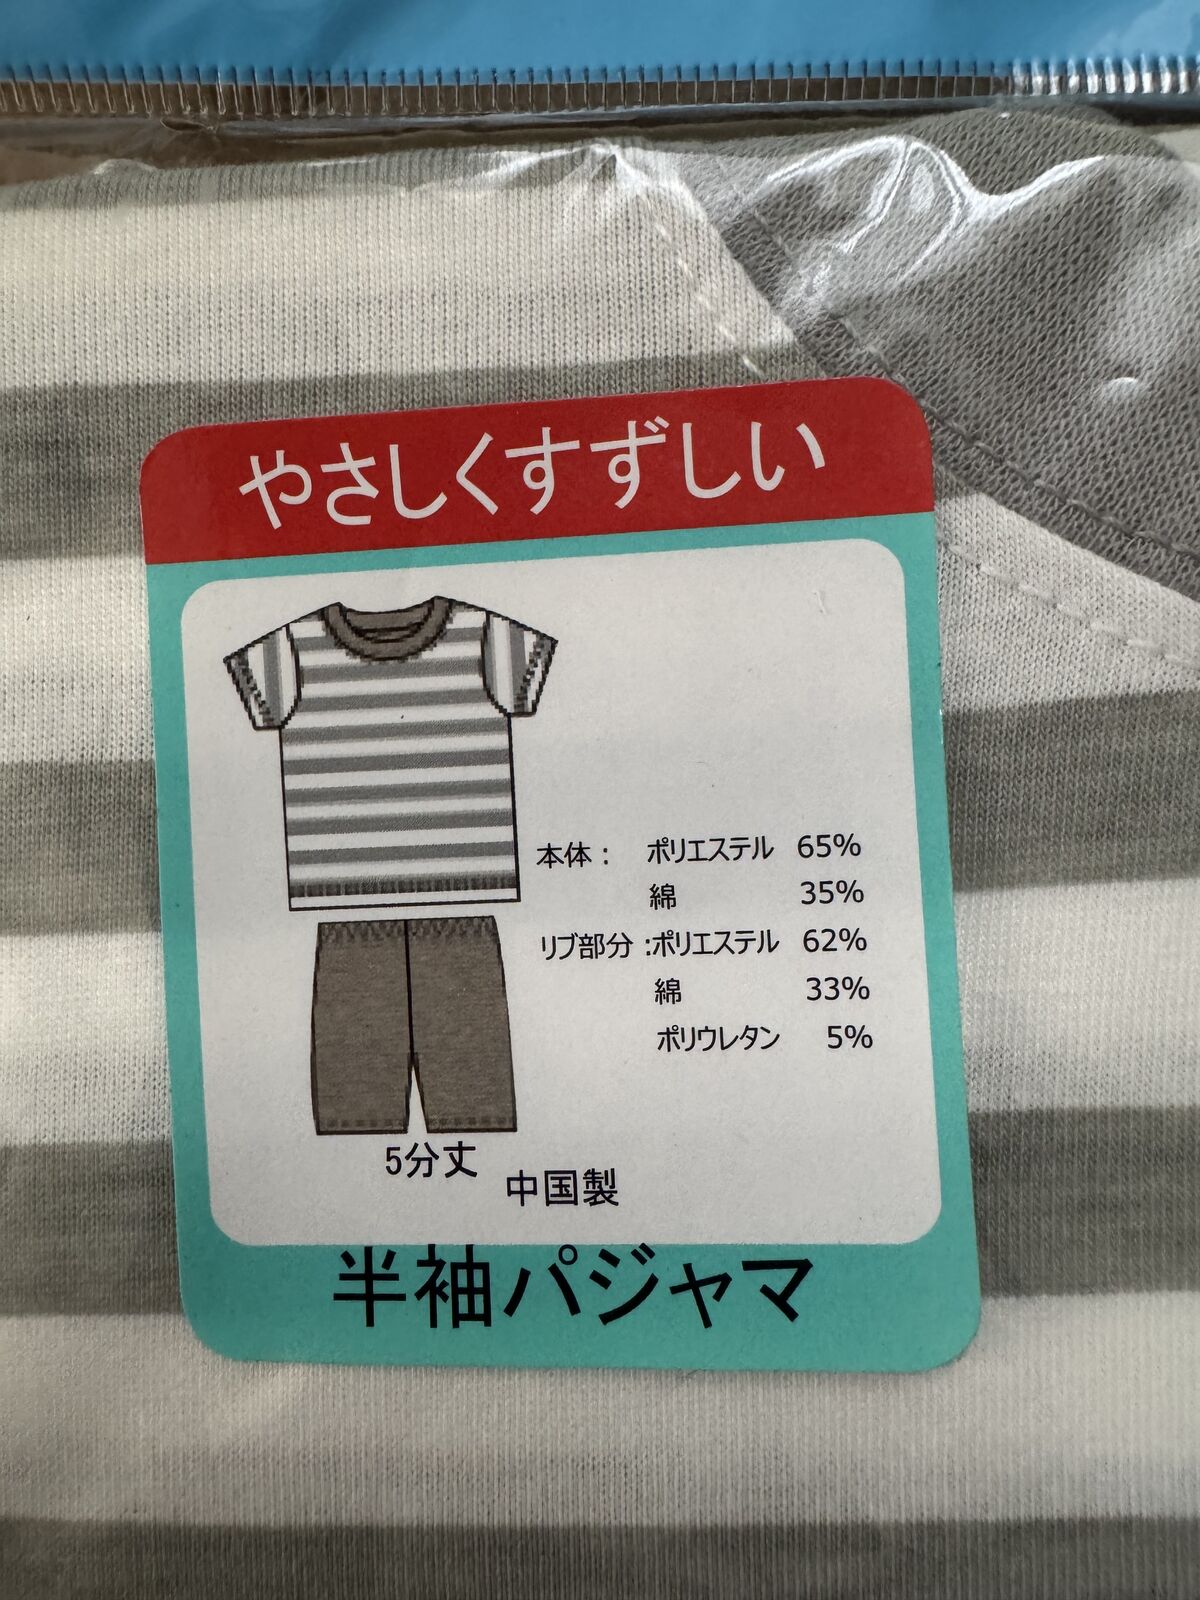 やさしくすずしい
本体： ポリエステル 65%
綿 35%
リブ部分：ポリエステル 62%
綿 33%
ポリウレタン 5%
5分丈
中国製
半袖パジャマ